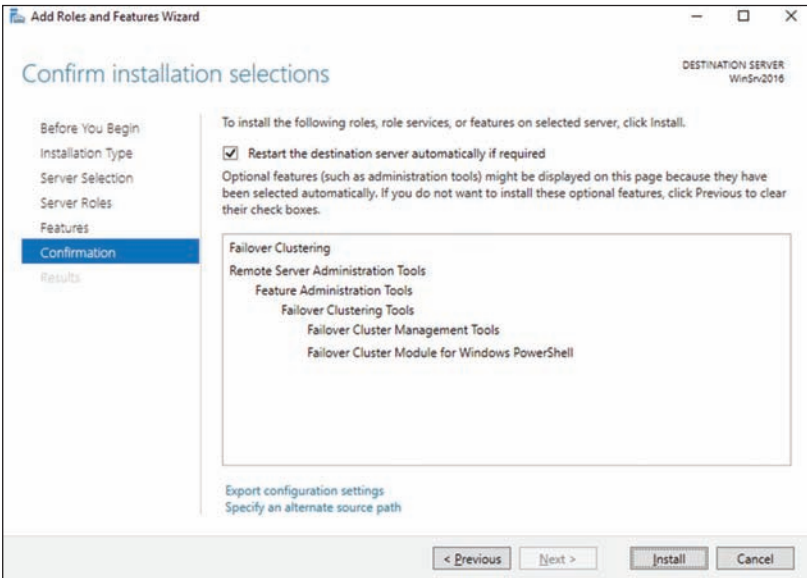 Add Roles and Features Wizard
Confirm installation selections
DESTINATION SERVER
WinSrv2016
Before You Begin
Installation Type
Server Selection
Server Roles
Features
Confirmation
Results
To install the following roles, role services, or features on selected server, click Install.
Restart the destination server automatically if required
Optional features (such as administration tools) might be displayed on this page because they have
been selected automatically. If you do not want to install these optional features, click Previous to clear
their check boxes.
Failover Clustering
Remote Server Administration Tools
Feature Administration Tools
Failover Clustering Tools
Failover Cluster Management Tools
Failover Cluster Module for Windows PowerShell
Export configuration settings
Specify an alternate source path
< Previous
Next >
Install
Cancel